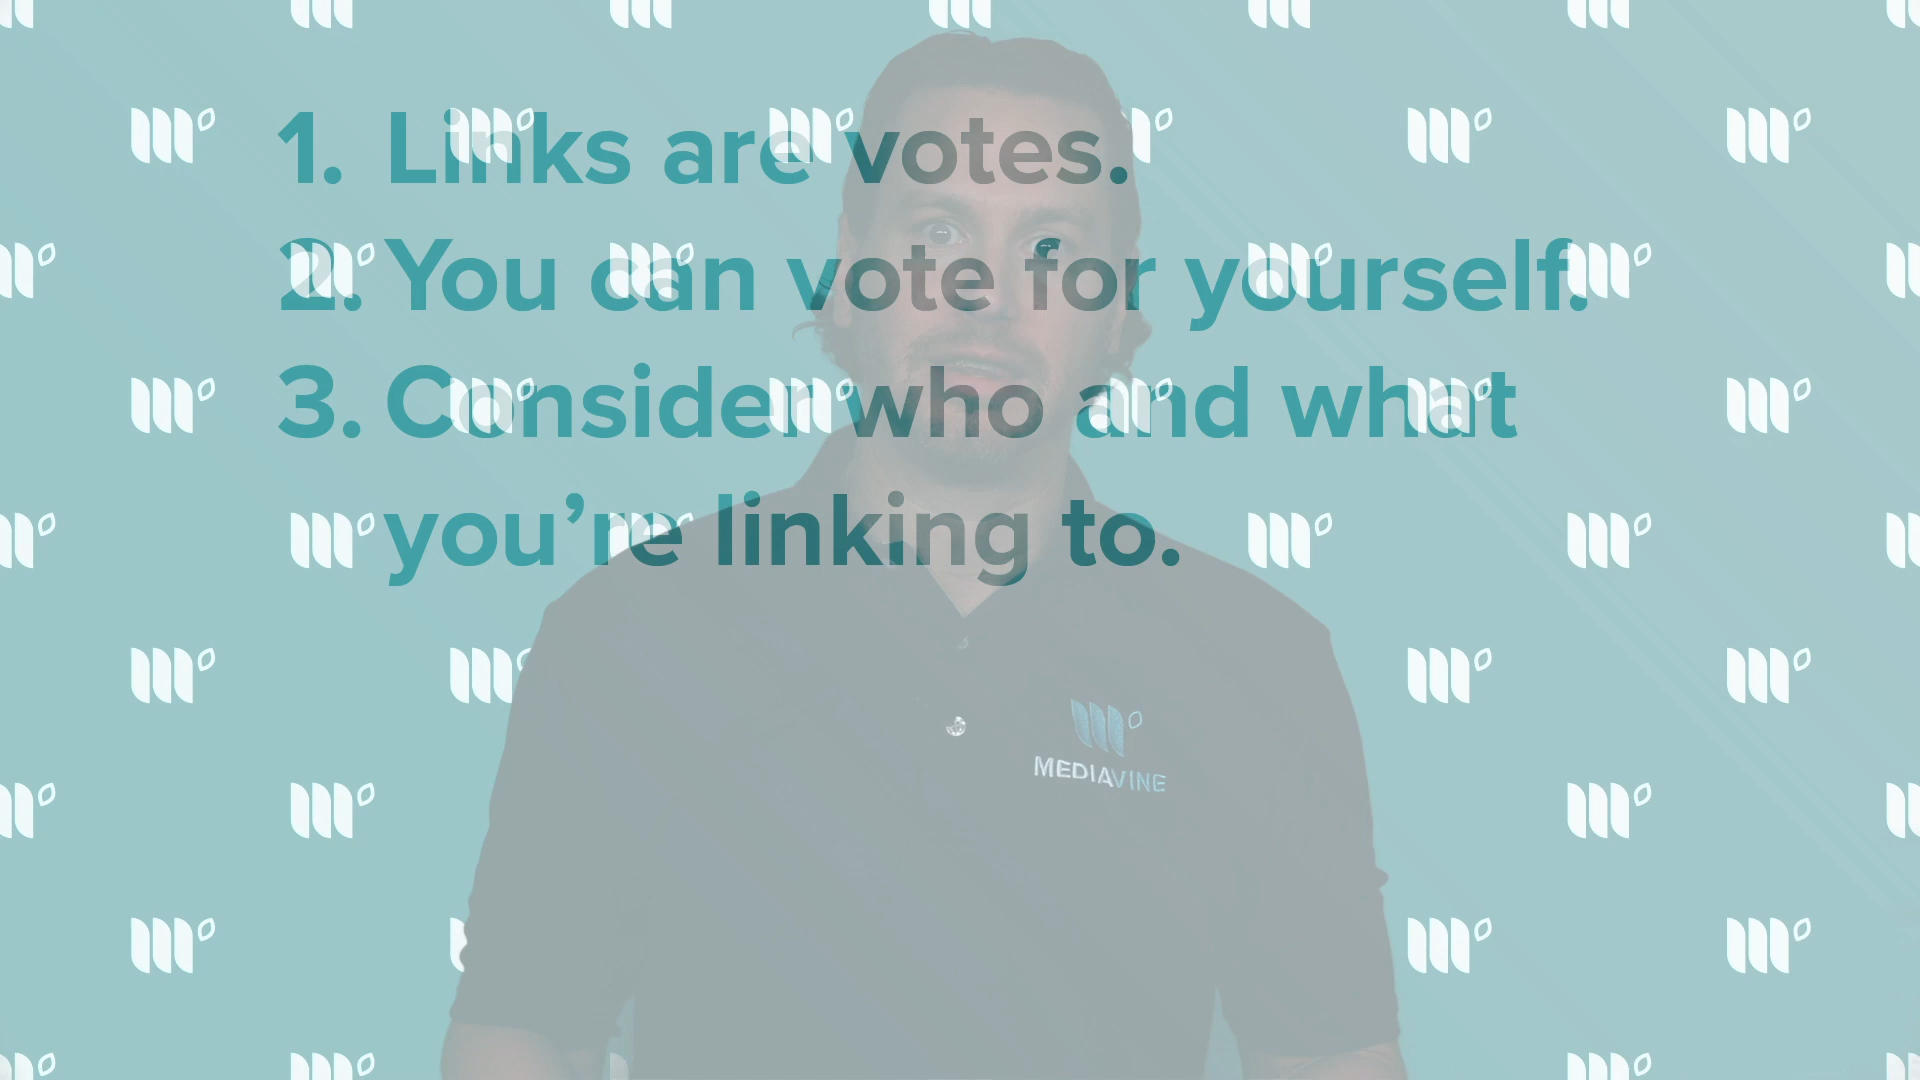 1. Links are votes.
2. You can vote for yourself.
3. Consider who and what
you're linking to.
MEDIAVINE